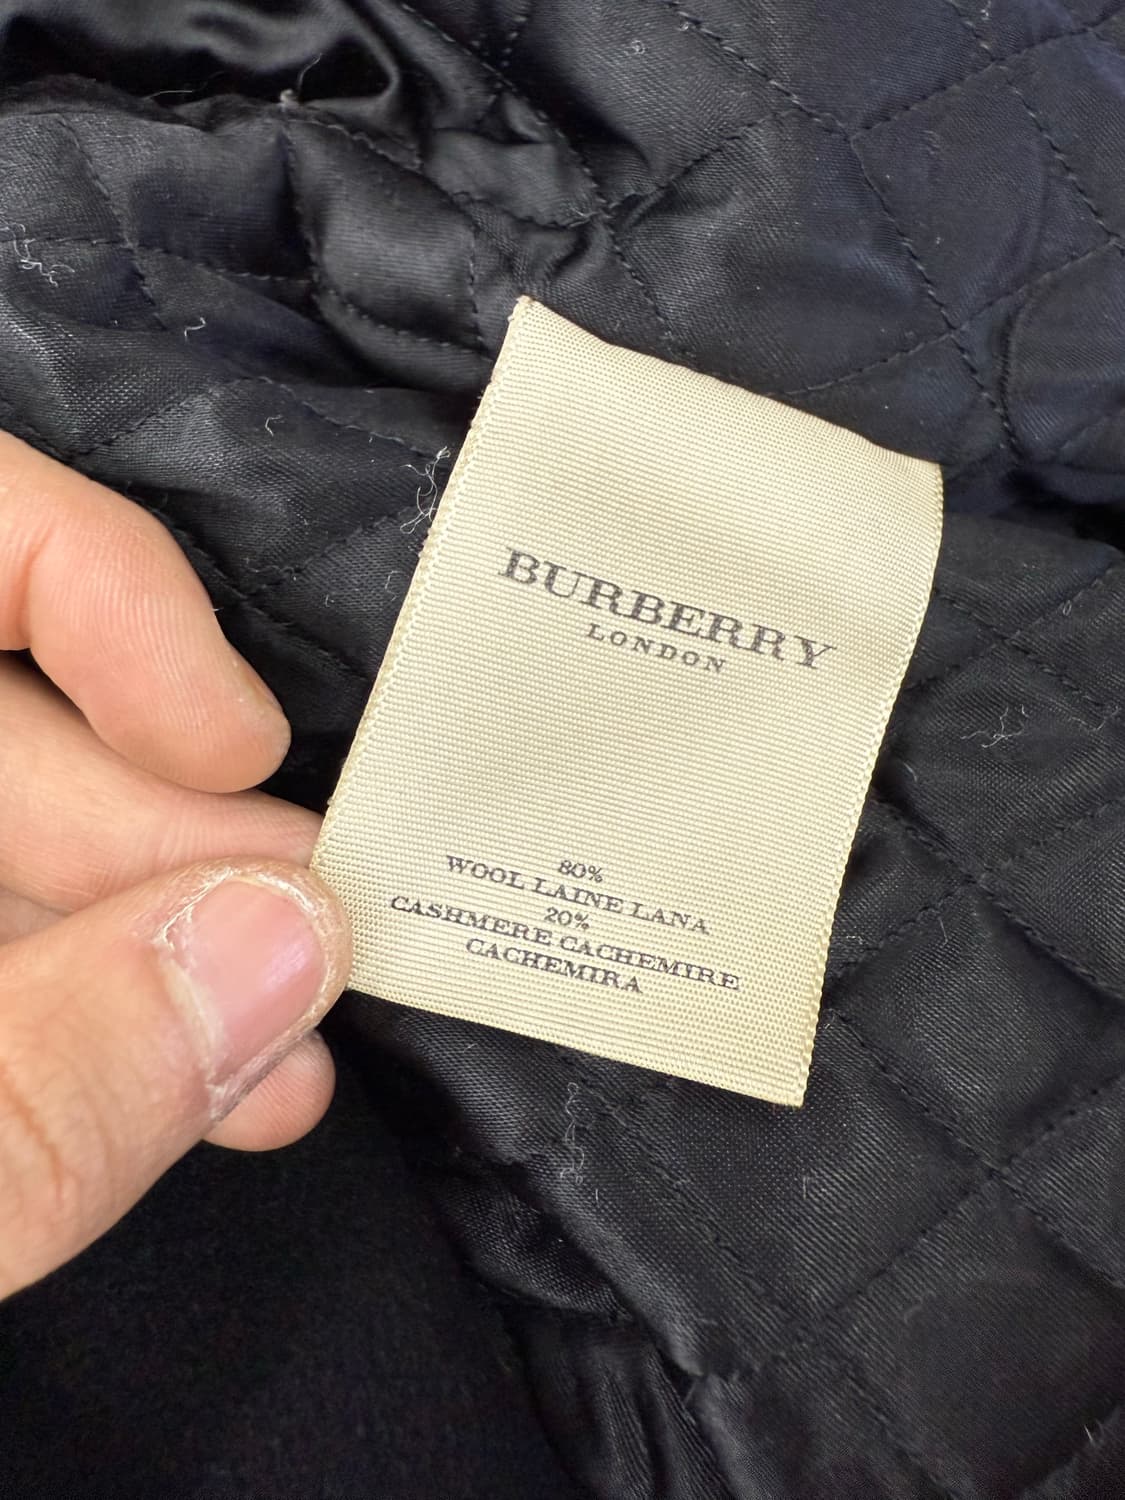 BURBERRY
LONDON
80%
WOOL LAINE LANA
20%
CASHMERE CACHEMIRE
CACHEMIRA